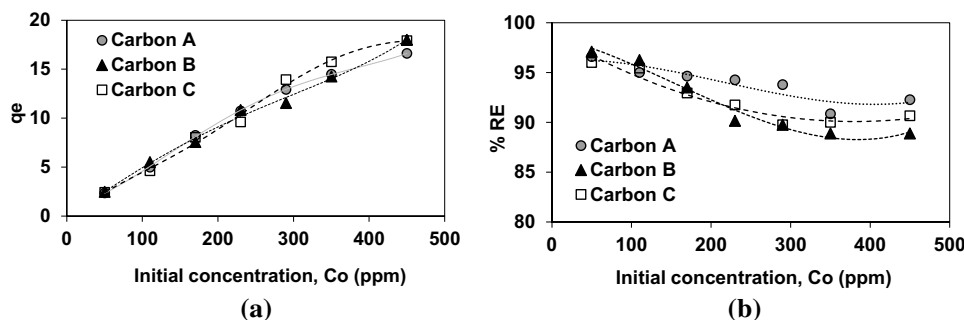 20
15
10
5
0
qe
Carbon A
Carbon B
Carbon C
0 100 200 300 400 500
Initial concentration, Co (ppm)
(a)
100
95
90
85
80
% RE
Carbon A
Carbon B
Carbon C
0 100 200 300 400 500
Initial concentration, Co (ppm)
(b)